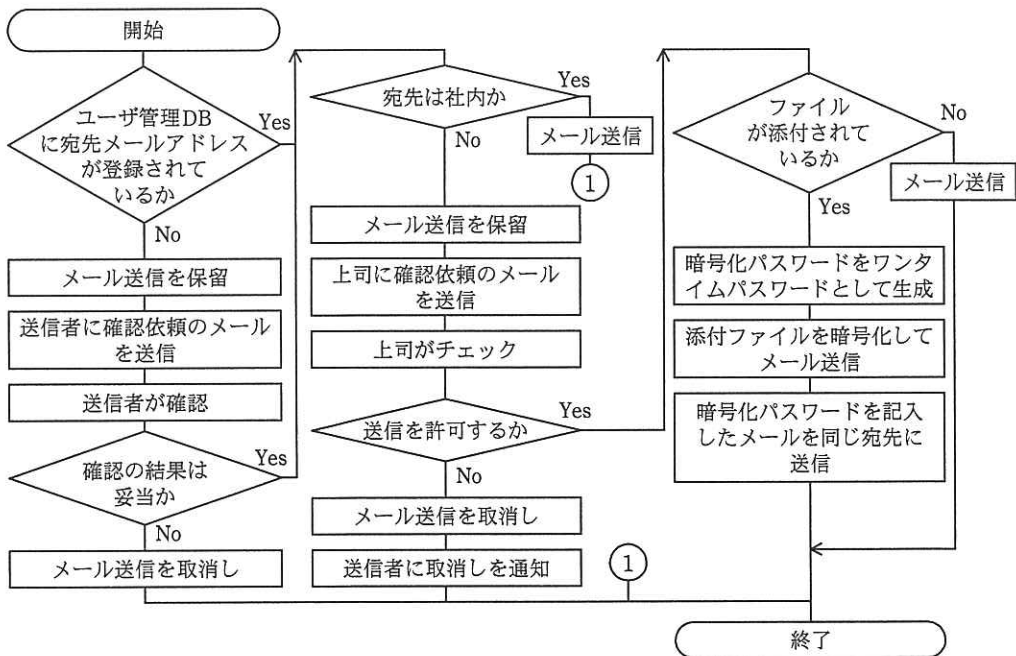 開始
ユーザ管理DB
に宛先メールアドレス
が登録されて
いるか
Yes
No
メール送信を保留
送信者に確認依頼のメール
を送信
送信者が確認
確認の結果は
妥当か
Yes
No
メール送信を取消し
宛先は社内か
Yes
メール送信
1
No
メール送信を保留
上司に確認依頼のメール
を送信
上司がチェック
送信を許可するか
Yes
No
メール送信を取消し
送信者に取消しを通知
1
ファイル
が添付されて
いるか
No
メール送信
Yes
暗号化パスワードをワンタ
イムパスワードとして生成
添付ファイルを暗号化して
メール送信
暗号化パスワードを記入
したメールを同じ宛先に
送信
終了